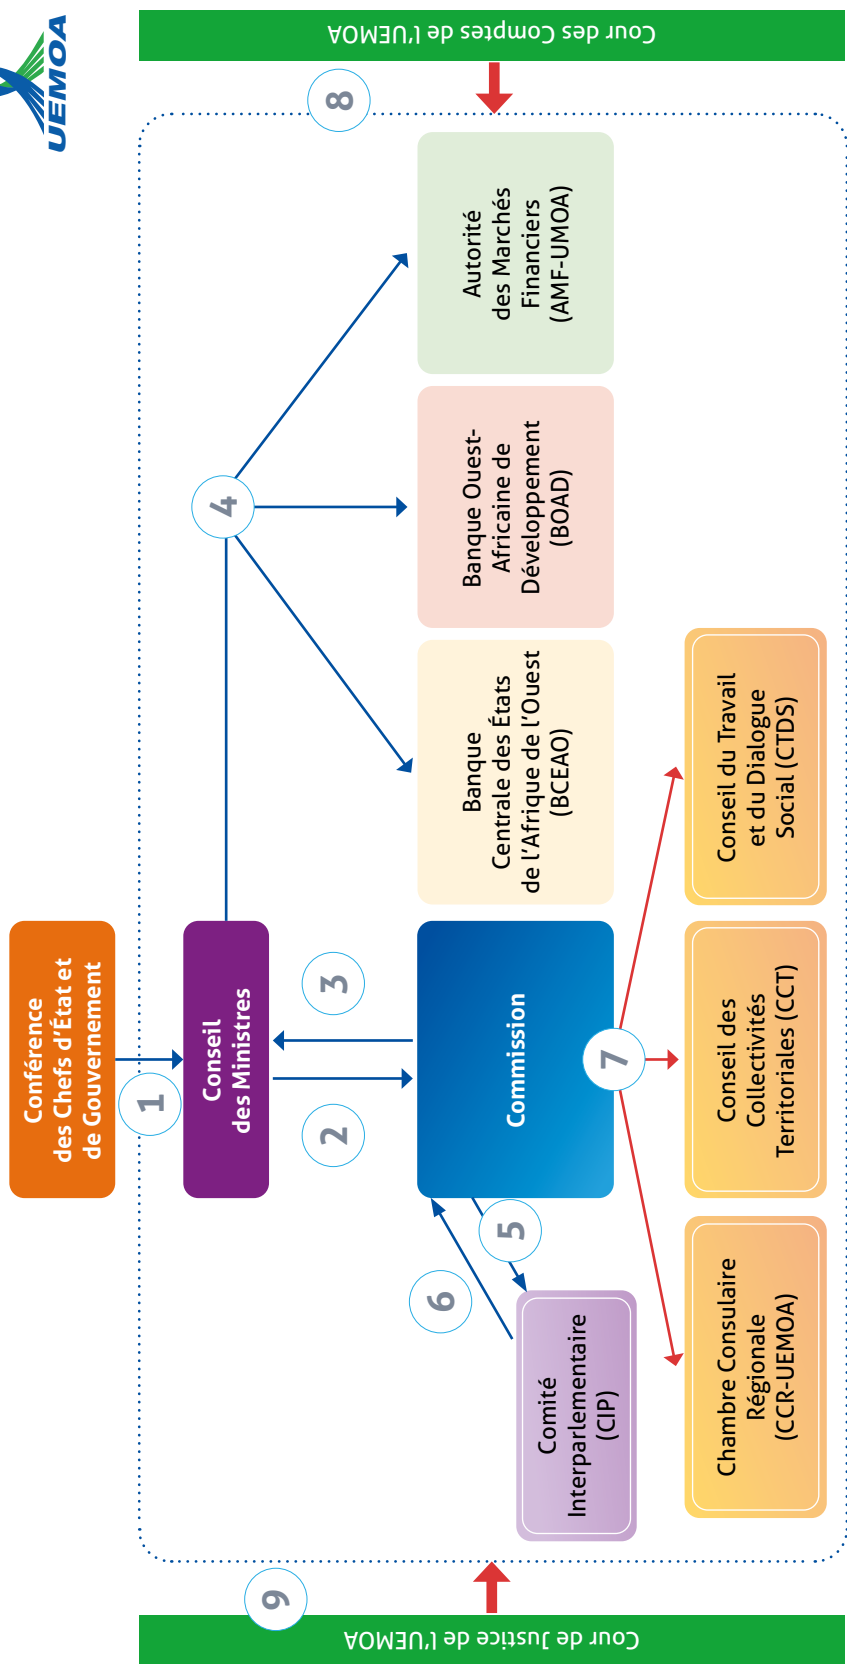 UEMOA
Conférence
des Chefs d'État et
de Gouvernement
1
Conseil
des Ministres
2
3
4
Commission
5
6
Comité
Interparlementaire
(CIP)
Banque
Centrale des États
de l'Afrique de l'Ouest
(BCEAO)
Banque Ouest-
Africaine de
Développement
(BOAD)
Autorité
des Marchés
Financiers
(AMF-UMOA)
7
Chambre Consulaire
Régionale
(CCR-UEMOA)
Conseil des
Collectivités
Territoriales (CCT)
Conseil du Travail
et du Dialogue
Social (CTDS)
8
Cour des Comptes de l'UEMOA
9
Cour de Justice de l'UEMOA